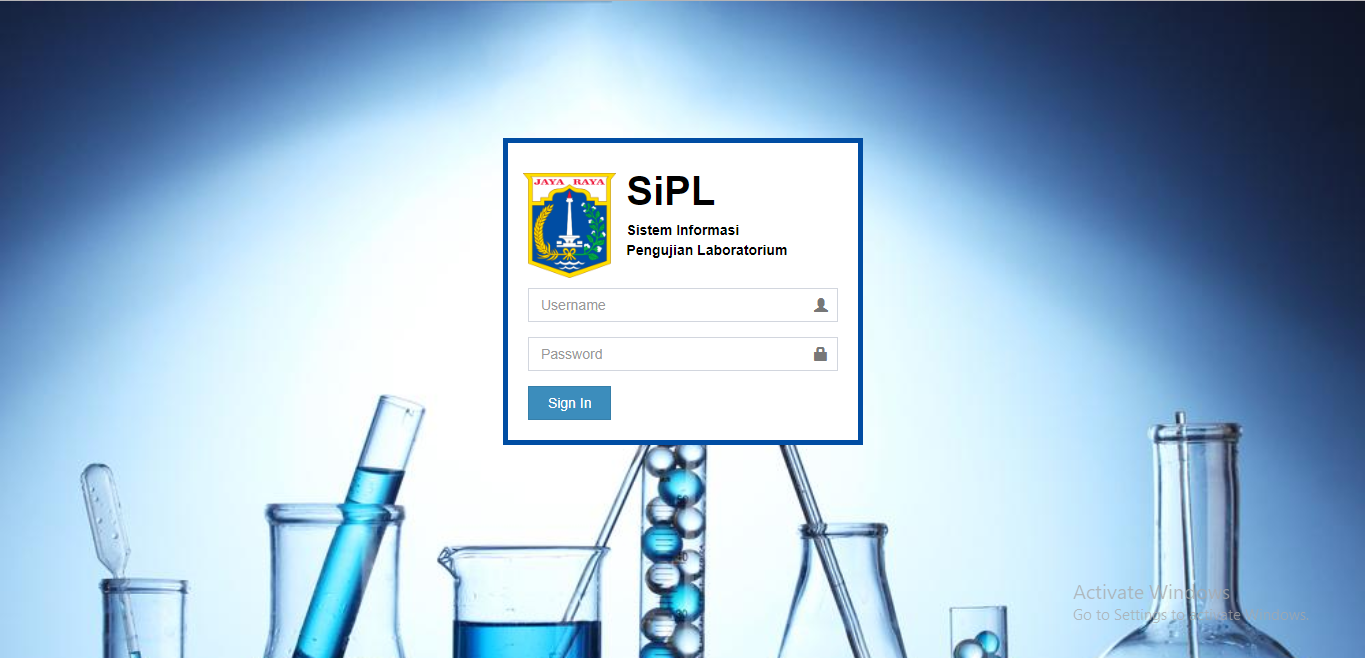 JAYA RAYA
SiPL
Sistem Informasi
Pengujian Laboratorium
Username
Password
Sign In
Activate Windows
Go to Settings to activate Windows.